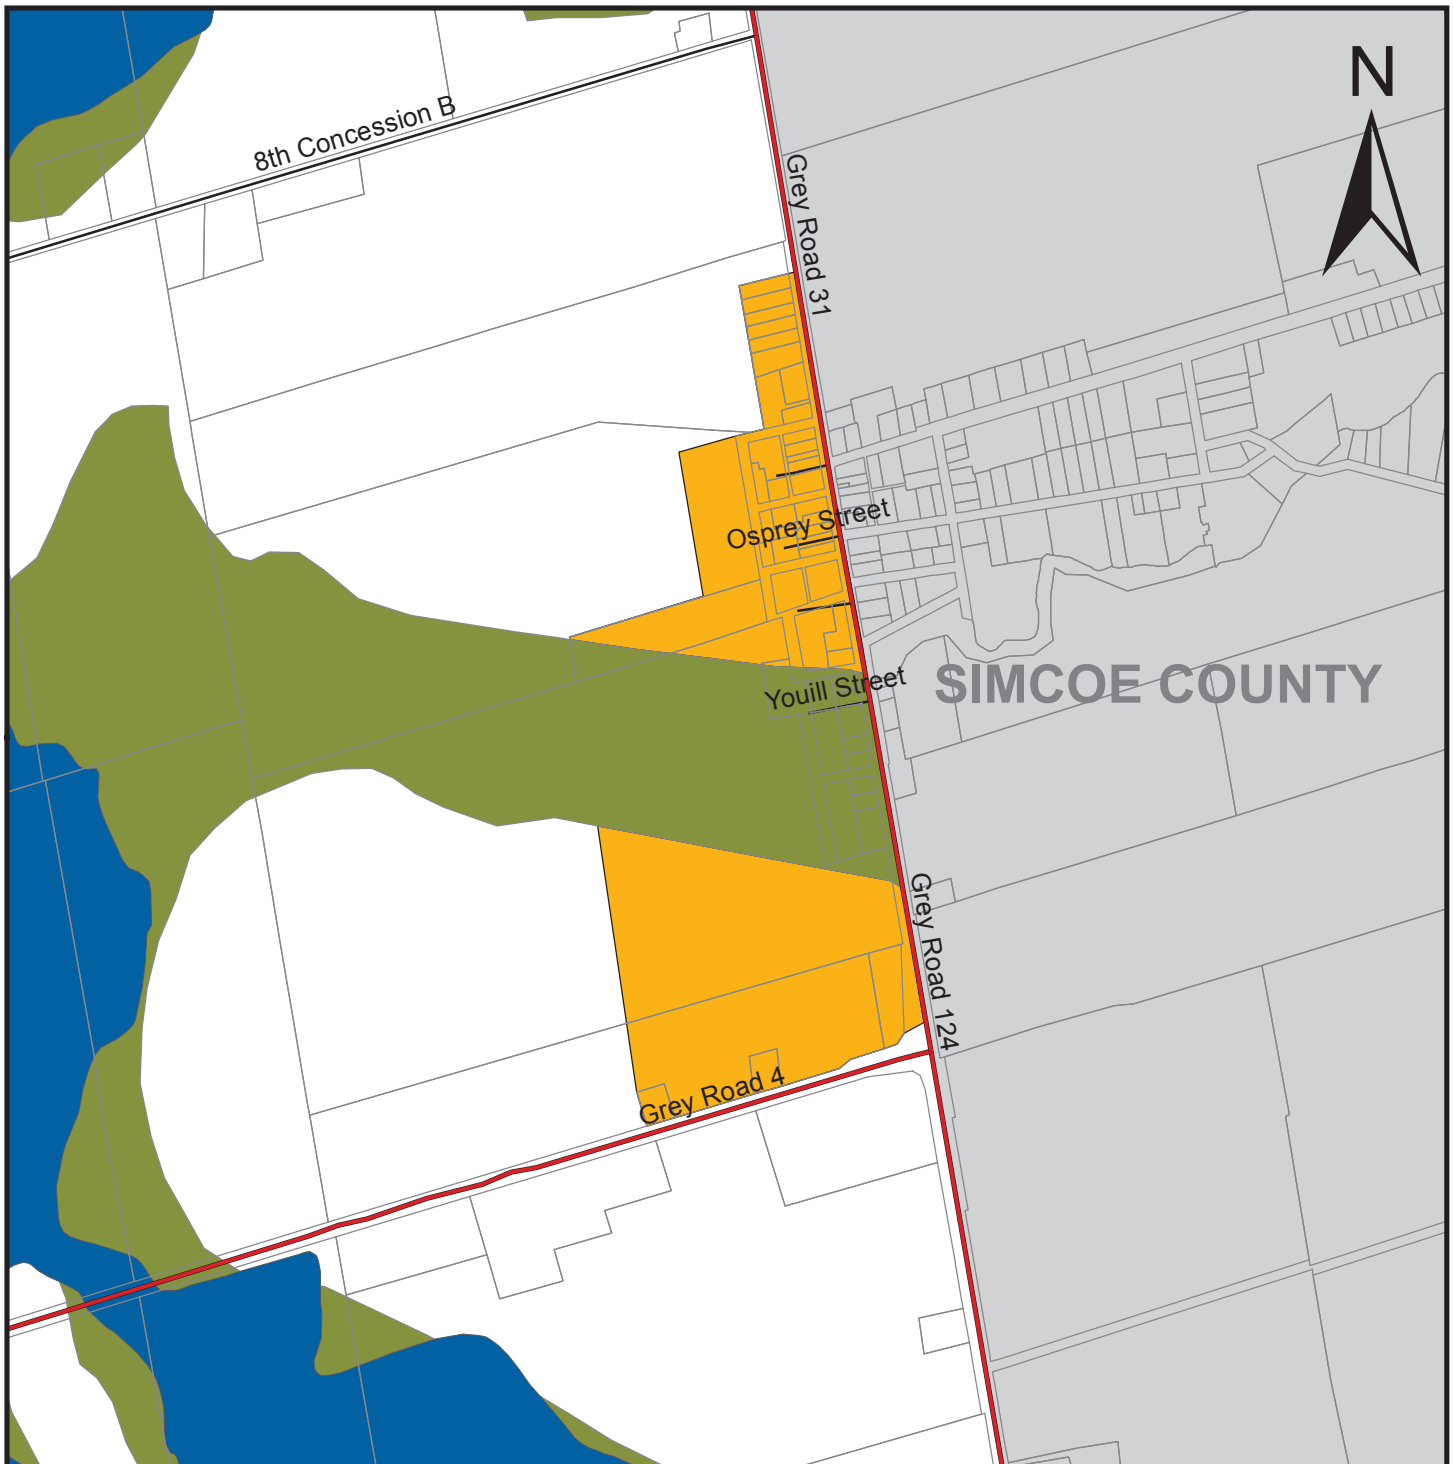 N
8th Concession B
Grey Road 31
Osprey Street
Youill Street
SIMCOE COUNTY
Grey Road 124
Grey Road 4